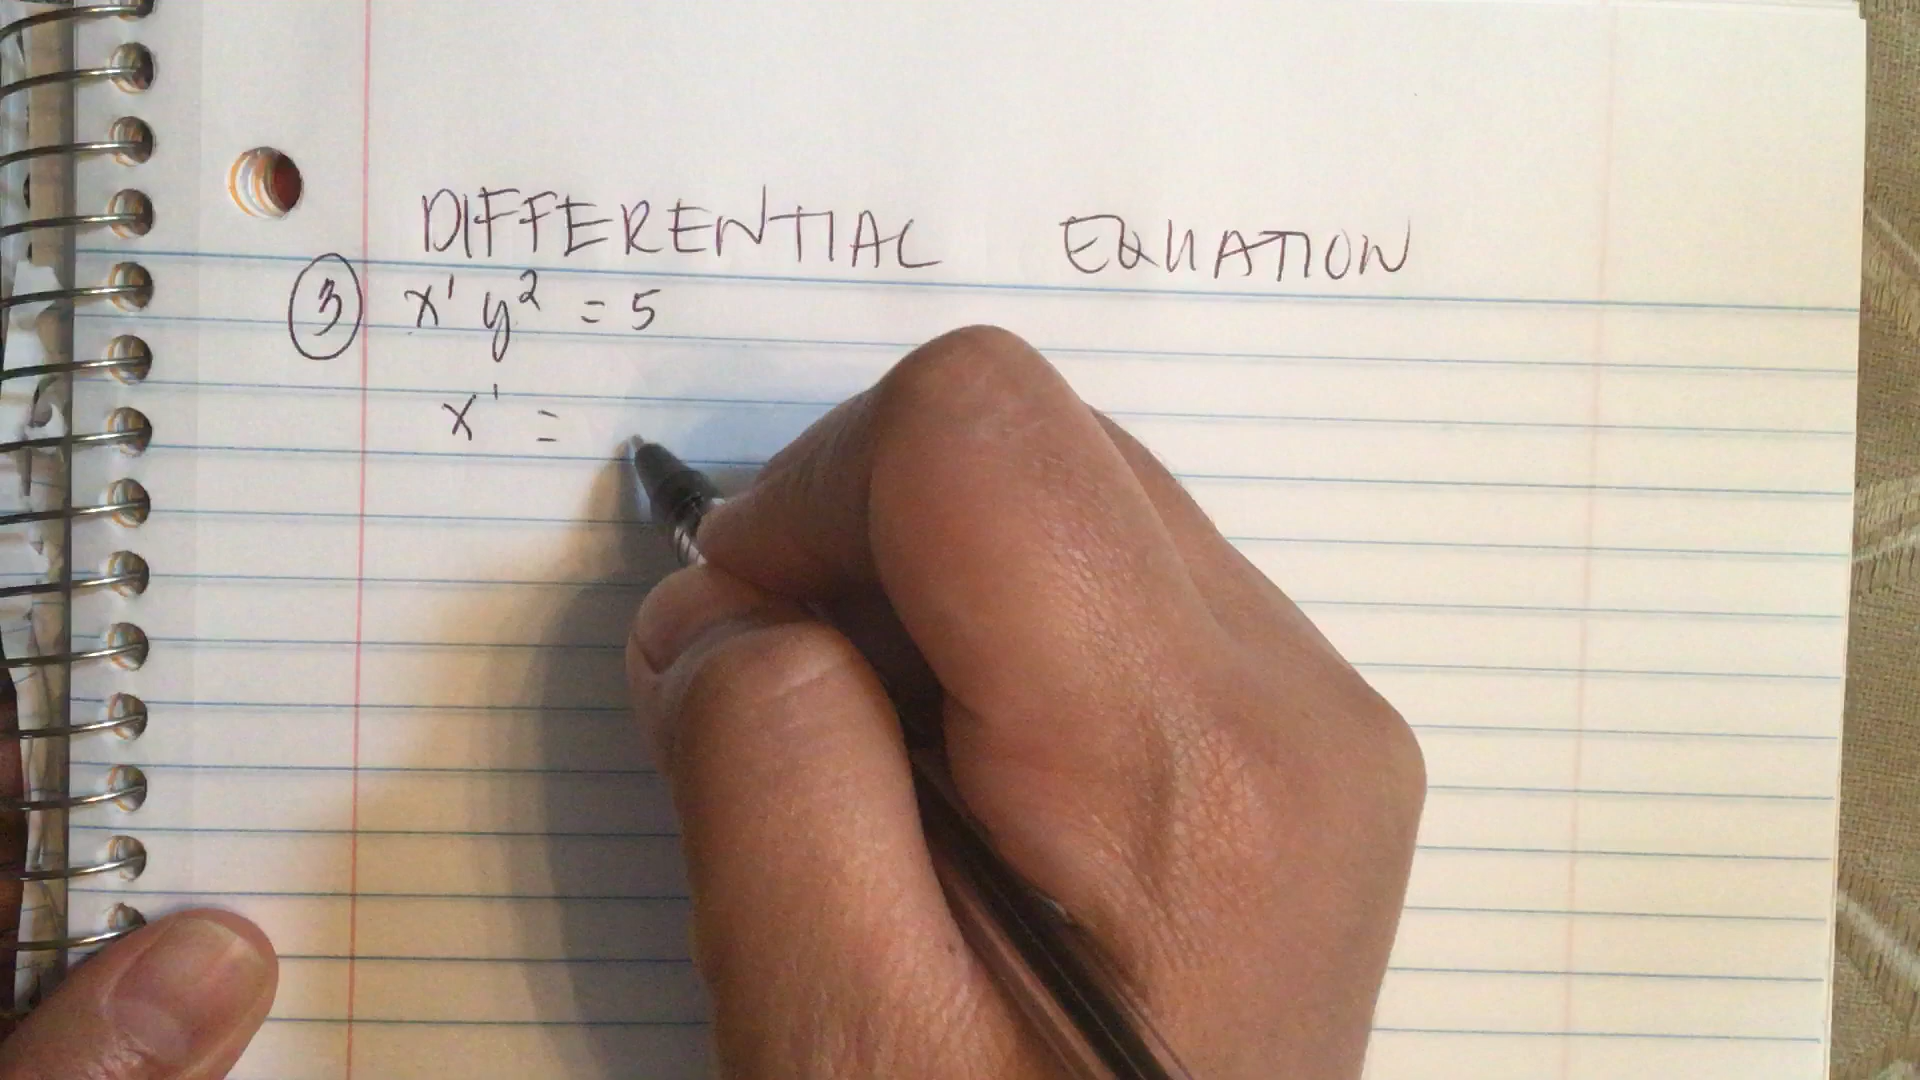 DIFFERENTIAL EQUATION
③ x' y² = 5
x' =